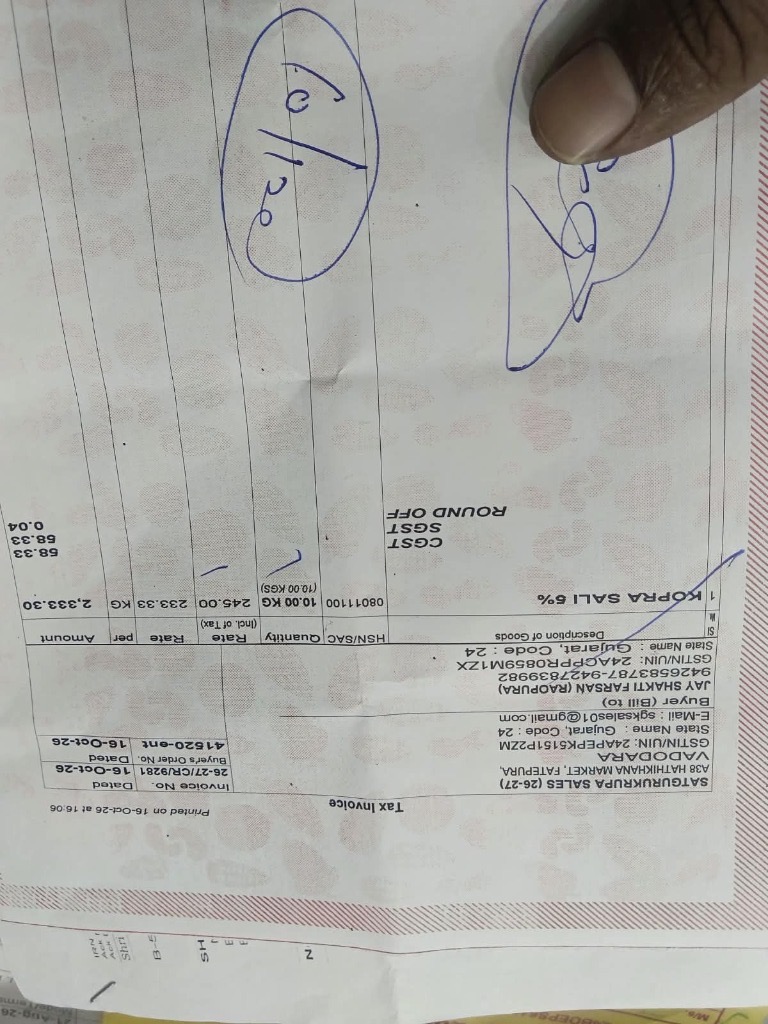 Tax Invoice
Printed on 16-Oct-26 at 16:06
SATGURUKRUPA SALES (26-27)
A38 HATHIKHANA MARKET, FATEPURA,
VADODARA
GSTIN/UIN: 24APEPK5151P2ZM
State Name : Gujarat, Code : 24
E-Mail : sgksales01@gmail.com
Invoice No. Dated
26-27/CR/9281 16-Oct-26
Buyer's Order No. Dated
41520-ent 16-Oct-26
Buyer (Bill to)
JAY SHAKTI FARSAN (RAOPURA)
9426583787-9427839982
GSTIN/UIN: 24ACPPR0859M1ZX
State Name : Gujarat, Code : 24
Sl Description of Goods HSN/SAC Quantity Rate (Incl. of Tax) Rate per Amount
1 KOPRA SALI 5% 08011100 10.00 KG 245.00 233.33 KG 2,333.30
(10.00 KGS)
CGST 58.33
SGST 58.33
ROUND OFF 0.04